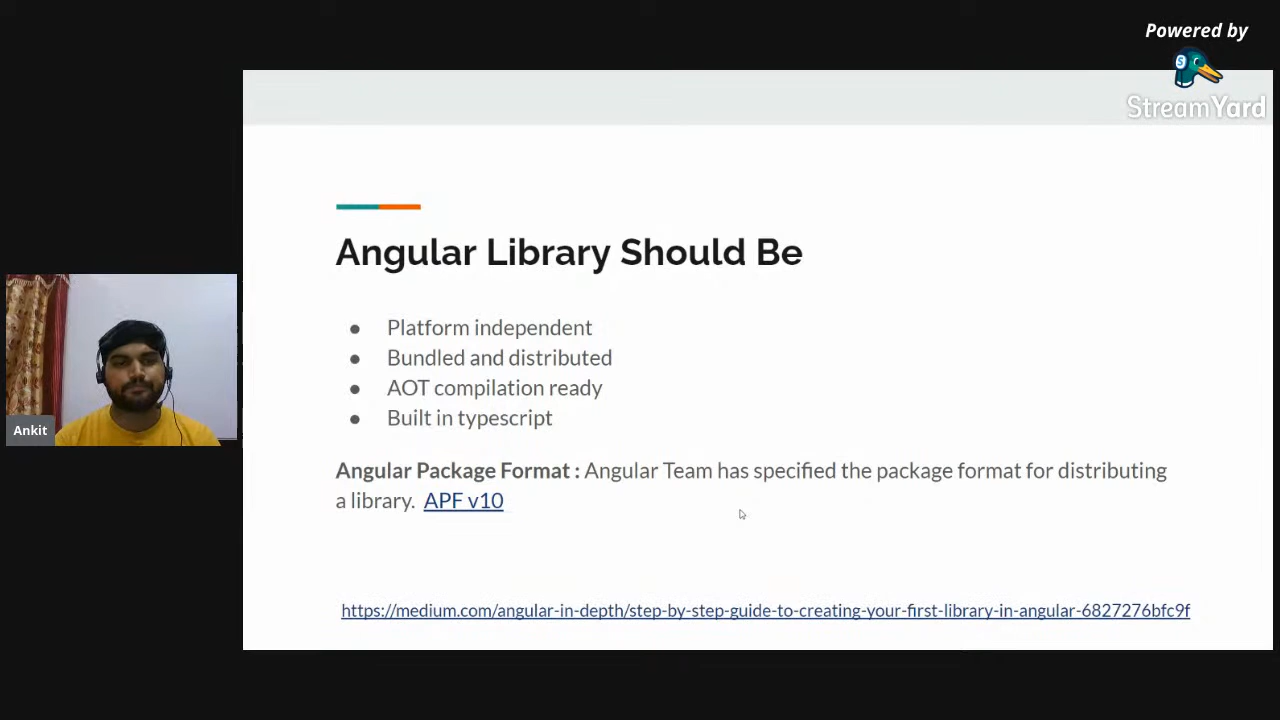 Powered by
StreamYard
Angular Library Should Be
● Platform independent
● Bundled and distributed
● AOT compilation ready
● Built in typescript
Angular Package Format : Angular Team has specified the package format for distributing
a library. APF v10
https://medium.com/angular-in-depth/step-by-step-guide-to-creating-your-first-library-in-angular-6827276bfc9f
Ankit